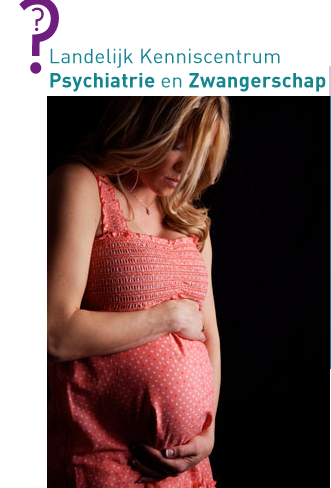 ?
Landelijk Kenniscentrum
Psychiatrie en Zwangerschap